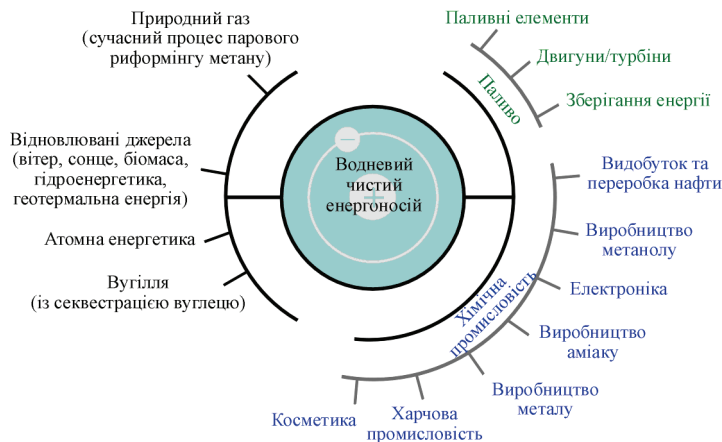 Природний газ
(сучасний процес парового
риформінгу метану)
Відновлювані джерела
(вітер, сонце, біомаса,
гідроенергетика,
геотермальна енергія)
Атомна енергетика
Вугілля
(із секвестрацією вуглецю)
Водневий
чистий
енергоносій
Паливо
Паливні елементи
Двигуни/турбіни
Зберігання енергії
Хімічна
промисловість
Видобуток та
переробка нафти
Виробництво
метанолу
Електроніка
Виробництво
аміаку
Виробництво
металу
Харчова
промисловість
Косметика